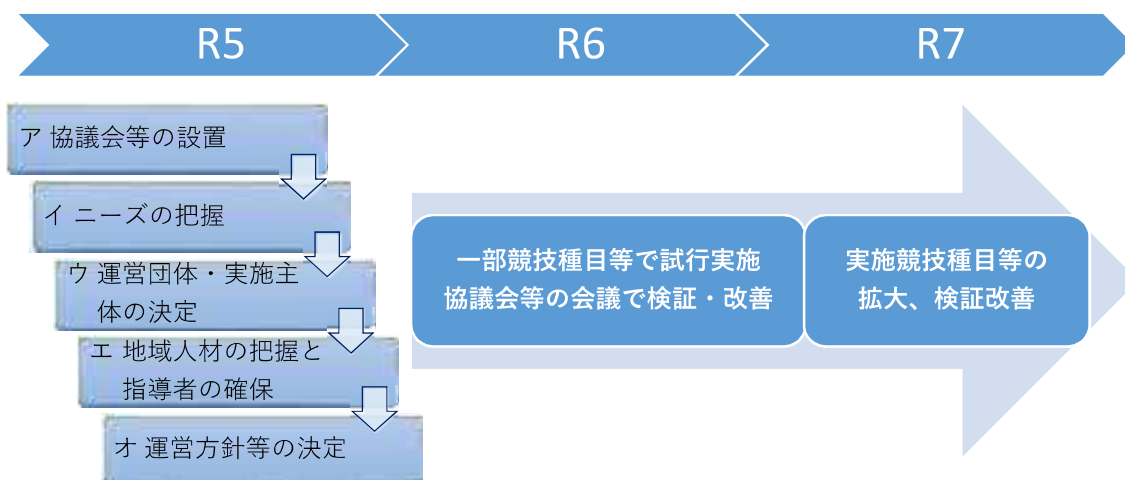 R5
R6
R7
ア 協議会等の設置
イ ニーズの把握
ウ 運営団体・実施主
体の決定
エ 地域人材の把握と
指導者の確保
オ 運営方針等の決定
一部競技種目等で試行実施
協議会等の会議で検証・改善
実施競技種目等の
拡大、検証改善